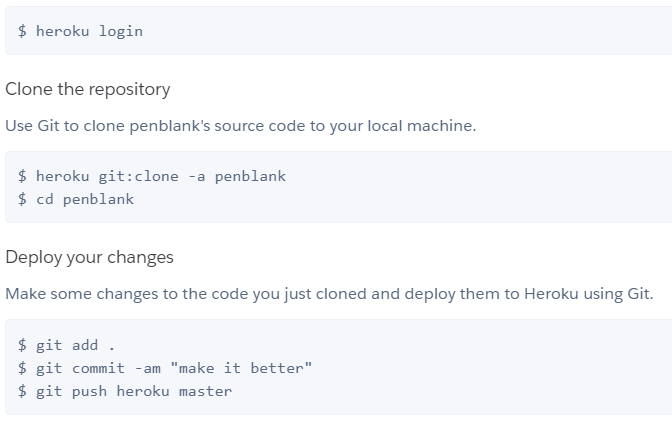 $ heroku login
Clone the repository
Use Git to clone penblank's source code to your local machine.
$ heroku git:clone -a penblank
$ cd penblank
Deploy your changes
Make some changes to the code you just cloned and deploy them to Heroku using Git.
$ git add .
$ git commit -am "make it better"
$ git push heroku master